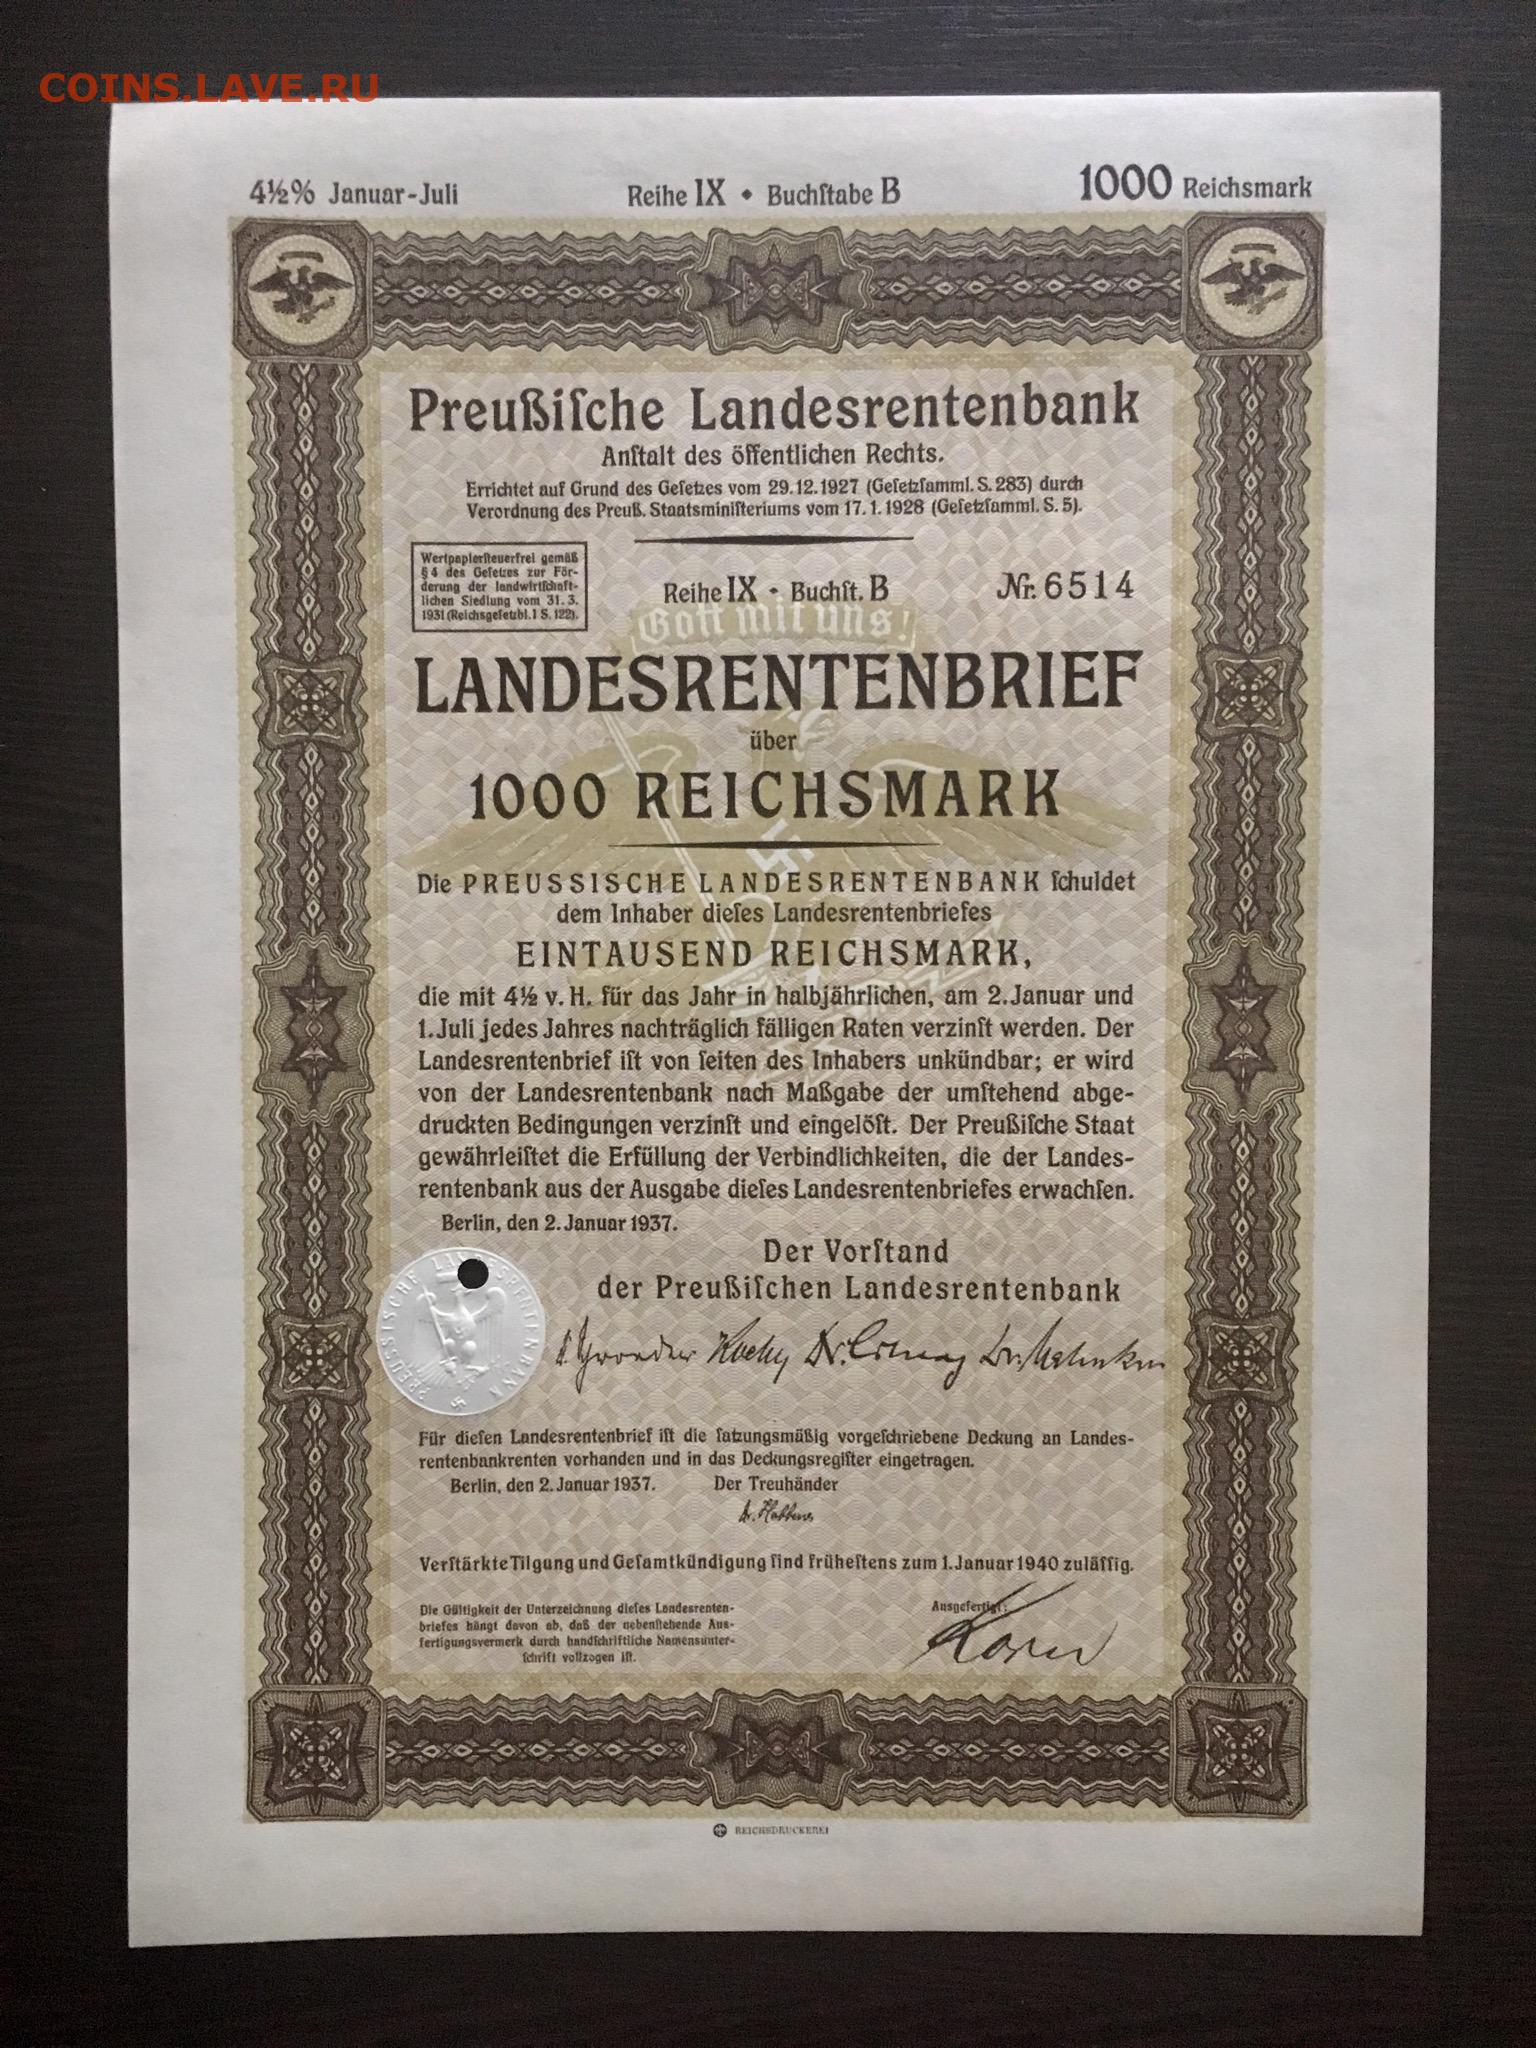 COINS.LAVE.RU
4½% Januar-Juli
Reihe IX • Buchſtabe B
1000 Reichsmark
Preußiſche Landesrentenbank
Anſtalt des öffentlichen Rechts.
Errichtet auf Grund des Geſetzes vom 29.12.1927 (Geſetzſamml. S. 283) durch
Verordnung des Preuß. Staatsminiſteriums vom 17.1.1928 (Geſetzſamml. S. 5).
Wertpapierſteuerfrei gemäß
§ 4 des Geſetzes zur För-
derung der landwirtſchaft-
lichen Siedlung vom 31. 3.
1931 (Reichsgeſetzbl. I S. 122).
Reihe IX • Buchſt. B
Nr. 6514
Gott mit uns!
LANDESRENTENBRIEF
über
1000 REICHSMARK
Die PREUSSISCHE LANDESRENTENBANK ſchuldet
dem Inhaber dieſes Landesrentenbriefes
EINTAUSEND REICHSMARK,
die mit 4½ v. H. für das Jahr in halbjährlichen, am 2. Januar und
1. Juli jedes Jahres nachträglich fälligen Raten verzinſt werden. Der
Landesrentenbrief iſt von ſeiten des Inhabers unkündbar; er wird
von der Landesrentenbank nach Maßgabe der umſtehend abge-
druckten Bedingungen verzinſt und eingelöſt. Der Preußiſche Staat
gewährleiſtet die Erfüllung der Verbindlichkeiten, die der Landes-
rentenbank aus der Ausgabe dieſes Landesrentenbriefes erwachſen.
Berlin, den 2. Januar 1937.
Der Vorſtand
der Preußiſchen Landesrentenbank
PREUSSISCHE LANDESRENTENBANK
Für dieſen Landesrentenbrief iſt die ſatzungsmäßig vorgeſchriebene Deckung an Landes-
rentenbankrenten vorhanden und in das Deckungsregiſter eingetragen.
Berlin, den 2. Januar 1937.
Der Treuhänder
Verſtärkte Tilgung und Geſamtkündigung ſind früheſtens zum 1. Januar 1940 zuläſſig.
Die Gültigkeit der Unterzeichnung dieſes Landesrenten-
briefes hängt davon ab, daß der nebenſtehende Aus-
fertigungsvermerk durch handſchriftliche Namensunter-
ſchrift vollzogen iſt.
Ausgefertigt:
REICHSDRUCKEREI